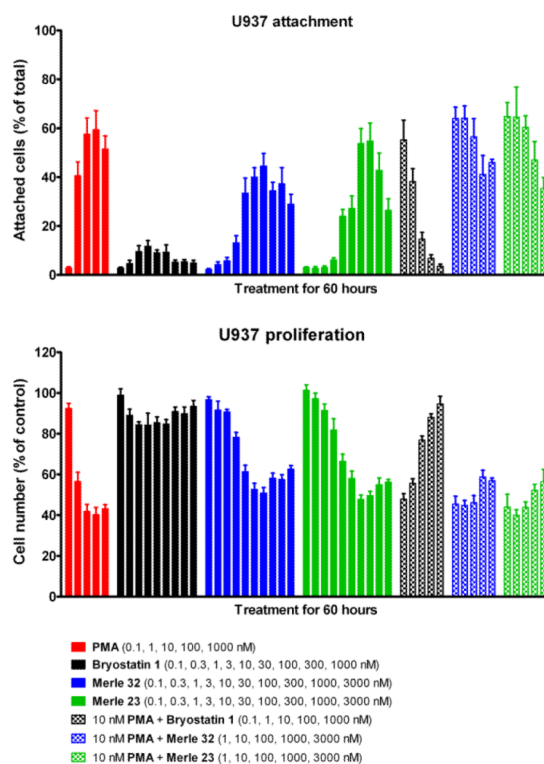 U937 attachment
100
80
60
40
20
0
Attached cells (% of total)
Treatment for 60 hours
U937 proliferation
120
100
80
60
40
20
0
Cell number (% of control)
Treatment for 60 hours
PMA (0.1, 1, 10, 100, 1000 nM)
Bryostatin 1 (0.1, 0.3, 1, 3, 10, 30, 100, 300, 1000 nM)
Merle 32 (0.1, 0.3, 1, 3, 10, 30, 100, 300, 1000, 3000 nM)
Merle 23 (0.1, 0.3, 1, 3, 10, 30, 100, 300, 1000, 3000 nM)
10 nM PMA + Bryostatin 1 (0.1, 1, 10, 100, 1000 nM)
10 nM PMA + Merle 32 (1, 10, 100, 1000, 3000 nM)
10 nM PMA + Merle 23 (1, 10, 100, 1000, 3000 nM)